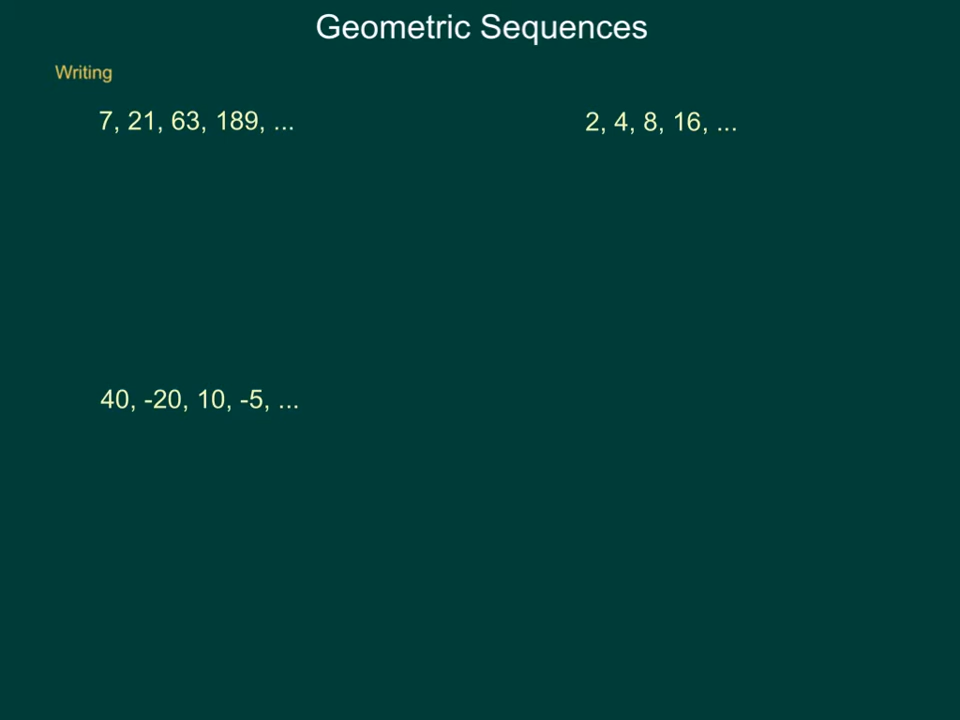 Geometric Sequences
Writing
7, 21, 63, 189, ...
2, 4, 8, 16, ...
40, -20, 10, -5, ...